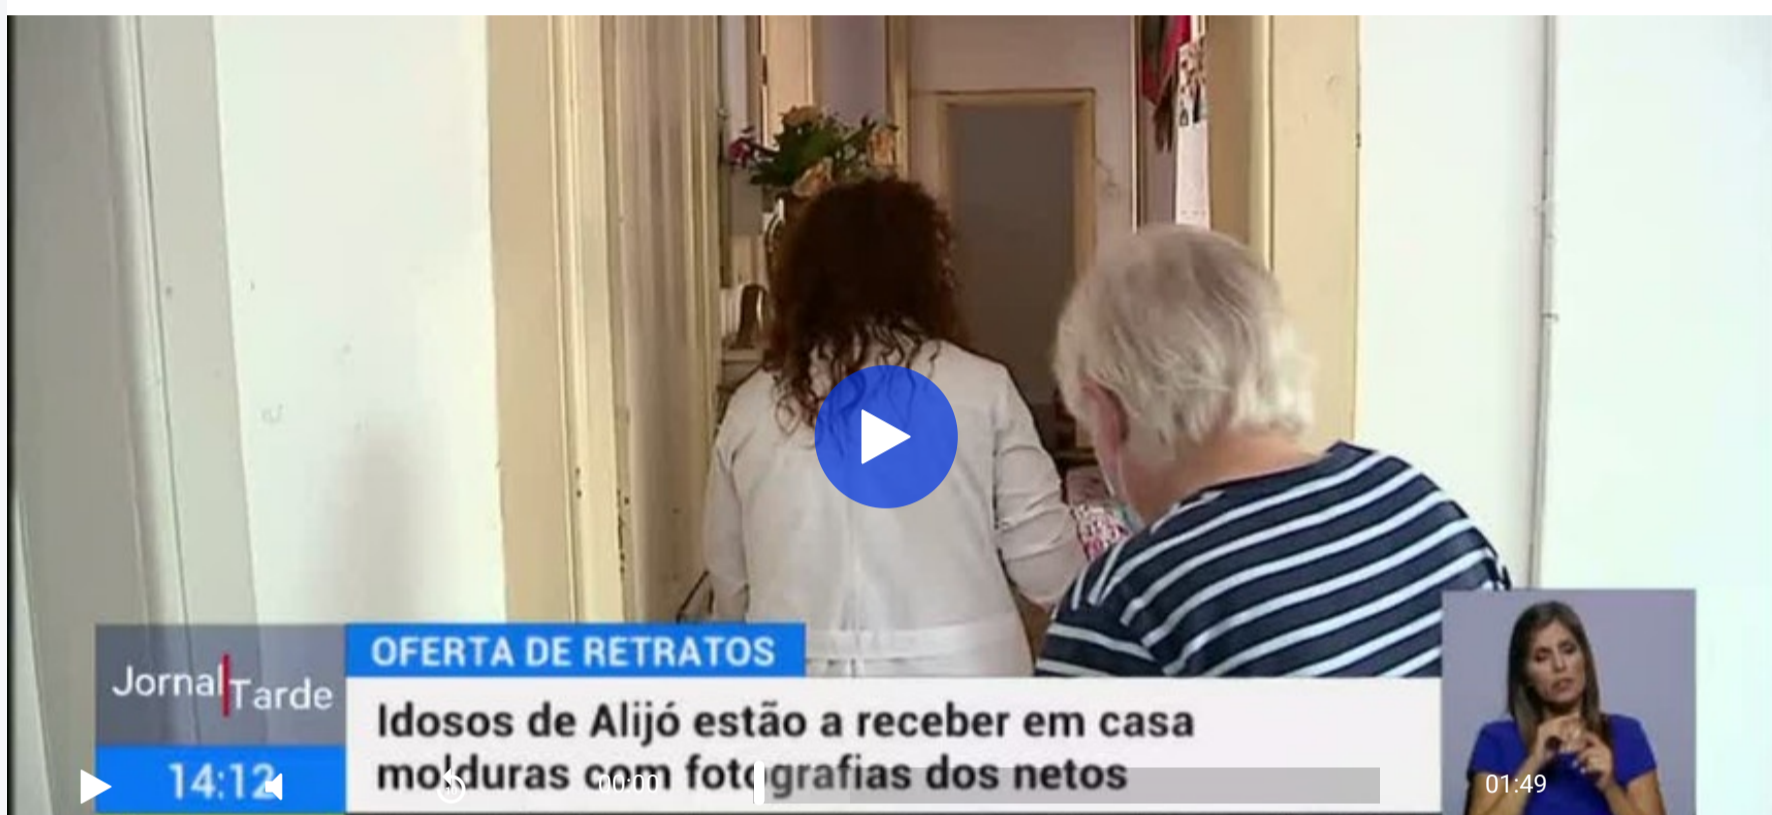 OFERTA DE RETRATOS
Jornal Tarde
Idosos de Alijó estão a receber em casa
molduras com fotografias dos netos
14:12
00:00
01:49